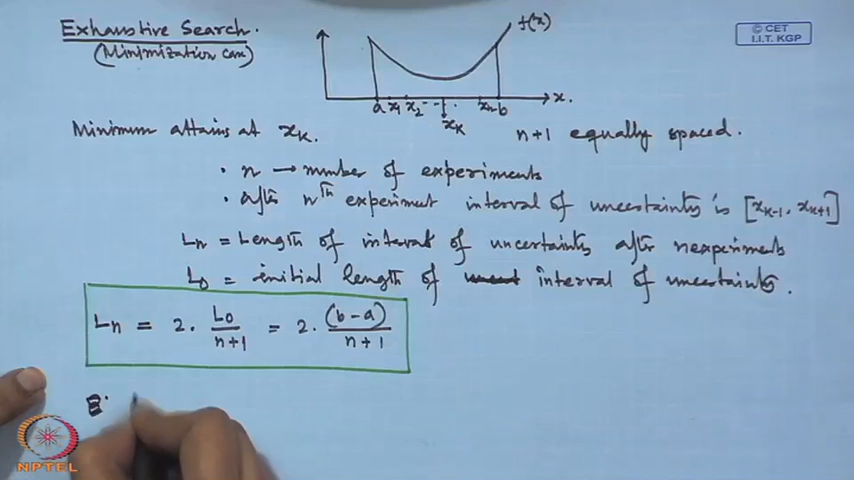 Exhaustive Search.
(Minimization case)
f(x)
© CET
I.I.T. KGP
a x1 x2 -- xn b x.
xK
Minimum attains at xK. n+1 equally spaced.
. n → number of experiments
. after nth experiment interval of uncertainty is [xK-1, xK+1]
Ln = Length of interval of uncertainty after n experiments
L0 = initial length of interval of uncertainty.
Ln = 2. L0/n+1 = 2. (b-a)/n+1
NPTEL